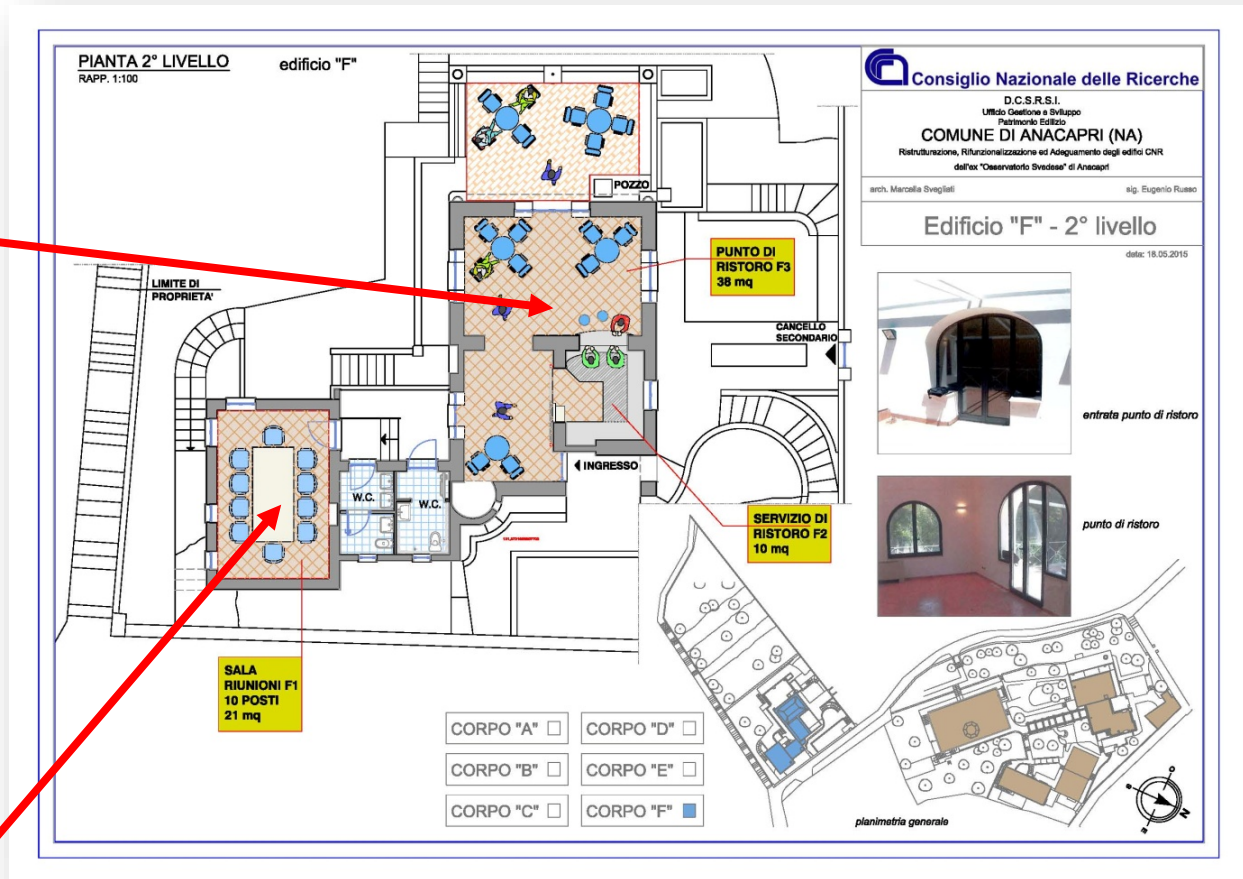 PIANTA 2° LIVELLO
RAPP. 1:100
edificio "F"
Consiglio Nazionale delle Ricerche
D.C.S.R.S.I.
Ufficio Gestione e Sviluppo
Patrimonio Edilizio
COMUNE DI ANACAPRI (NA)
Ristrutturazione, Rifunzionalizzazione ed Adeguamento degli edifici CNR
dell'ex "Osservatorio Svedese" di Anacapri
arch. Marcella Svegliati
sig. Eugenio Russo
Edificio "F" - 2° livello
data: 18.05.2015
POZZO
PUNTO DI
RISTORO F3
38 mq
LIMITE DI
PROPRIETA'
CANCELLO
SECONDARIO
entrata punto di ristoro
INGRESSO
W.C.
W.C.
SERVIZIO DI
RISTORO F2
10 mq
punto di ristoro
SALA
RIUNIONI F1
10 POSTI
21 mq
CORPO "A"
CORPO "D"
CORPO "B"
CORPO "E"
CORPO "C"
CORPO "F"
planimetria generale
O
S
N
E